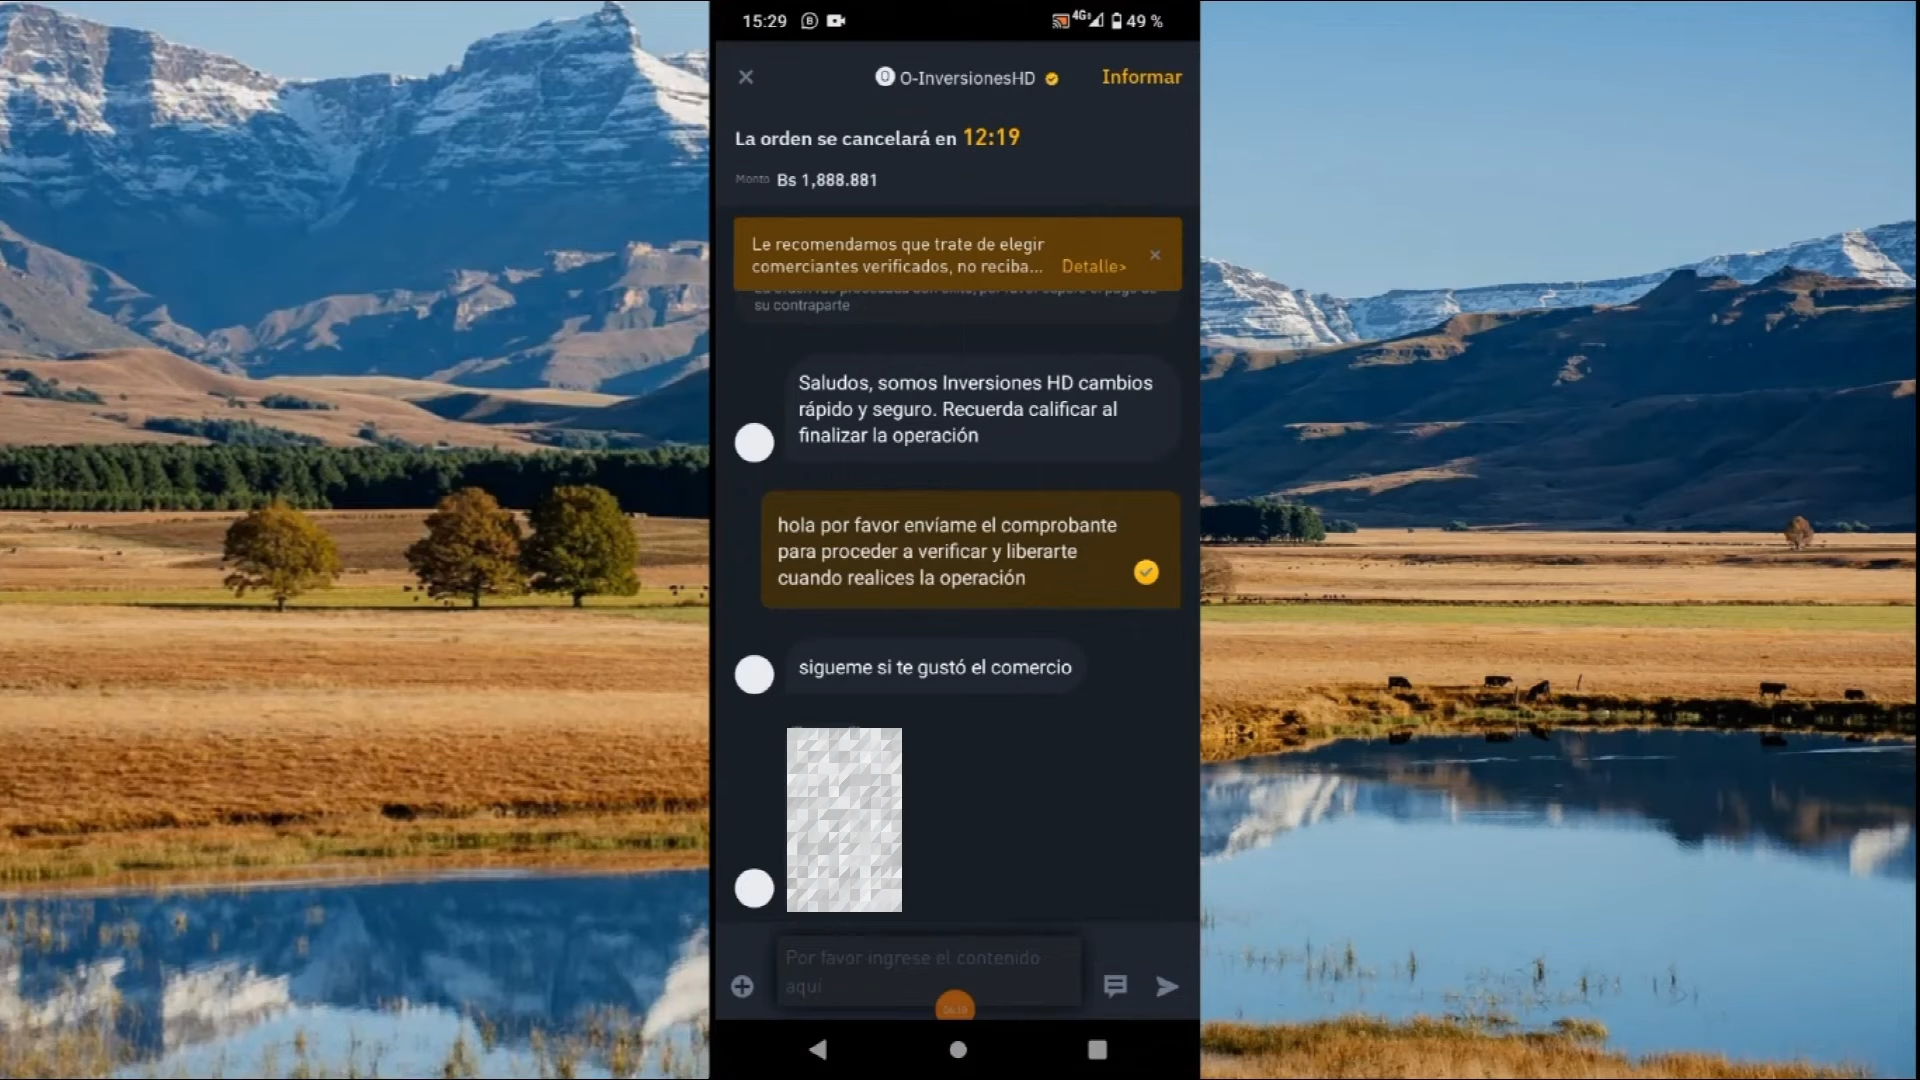 15:29 4G 49 %
O-InversionesHD Informar
La orden se cancelará en 12:19
Monto Bs 1,888.881
Le recomendamos que trate de elegir
comerciantes verificados, no reciba... Detalle>
su contraparte
Saludos, somos Inversiones HD cambios
rápido y seguro. Recuerda calificar al
finalizar la operación
hola por favor envíame el comprobante
para proceder a verificar y liberarte
cuando realices la operación
sigueme si te gustó el comercio
Por favor ingrese el contenido
aquí